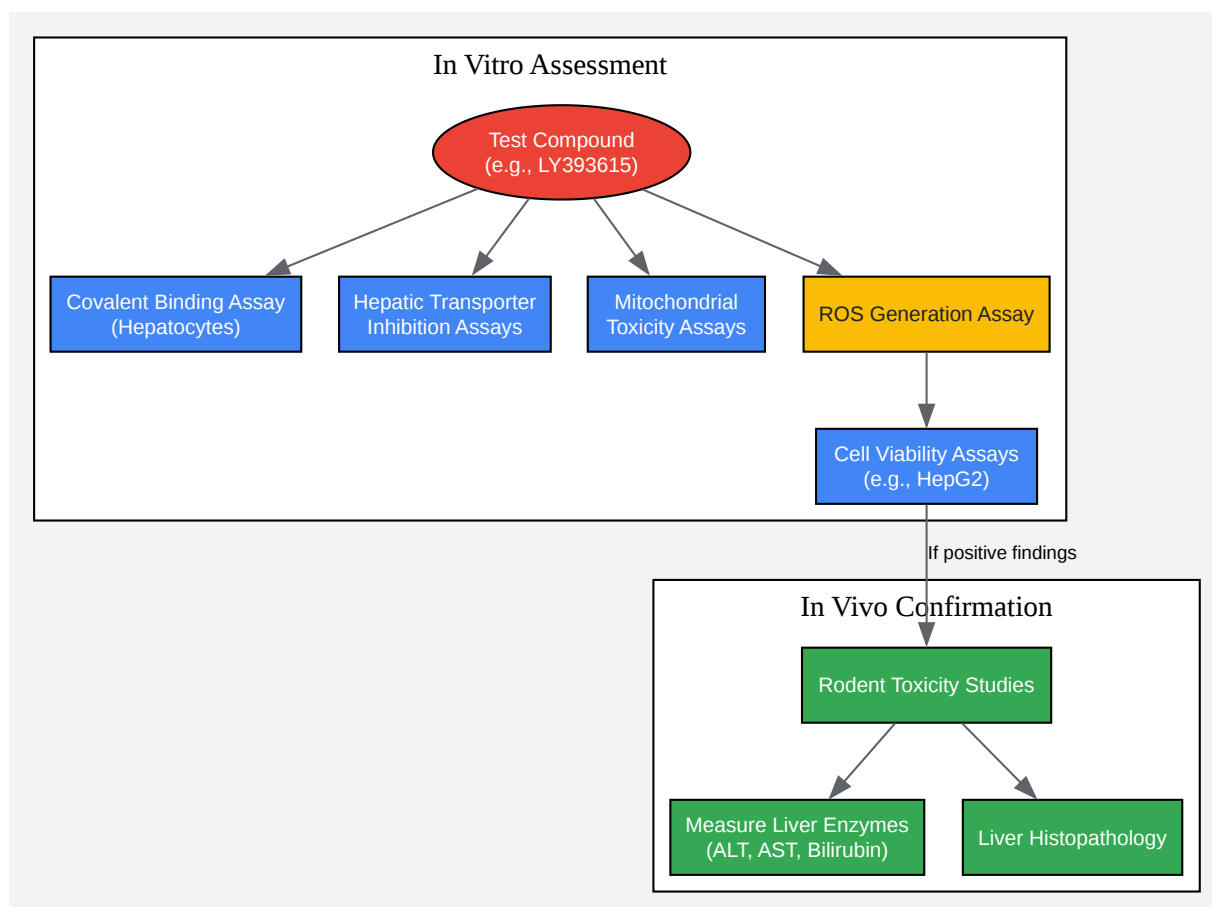 In Vitro Assessment
Test Compound
(e.g., LY393615)
Covalent Binding Assay
(Hepatocytes)
Hepatic Transporter
Inhibition Assays
Mitochondrial
Toxicity Assays
ROS Generation Assay
Cell Viability Assays
(e.g., HepG2)
If positive findings
In Vivo Confirmation
Rodent Toxicity Studies
Measure Liver Enzymes
(ALT, AST, Bilirubin)
Liver Histopathology